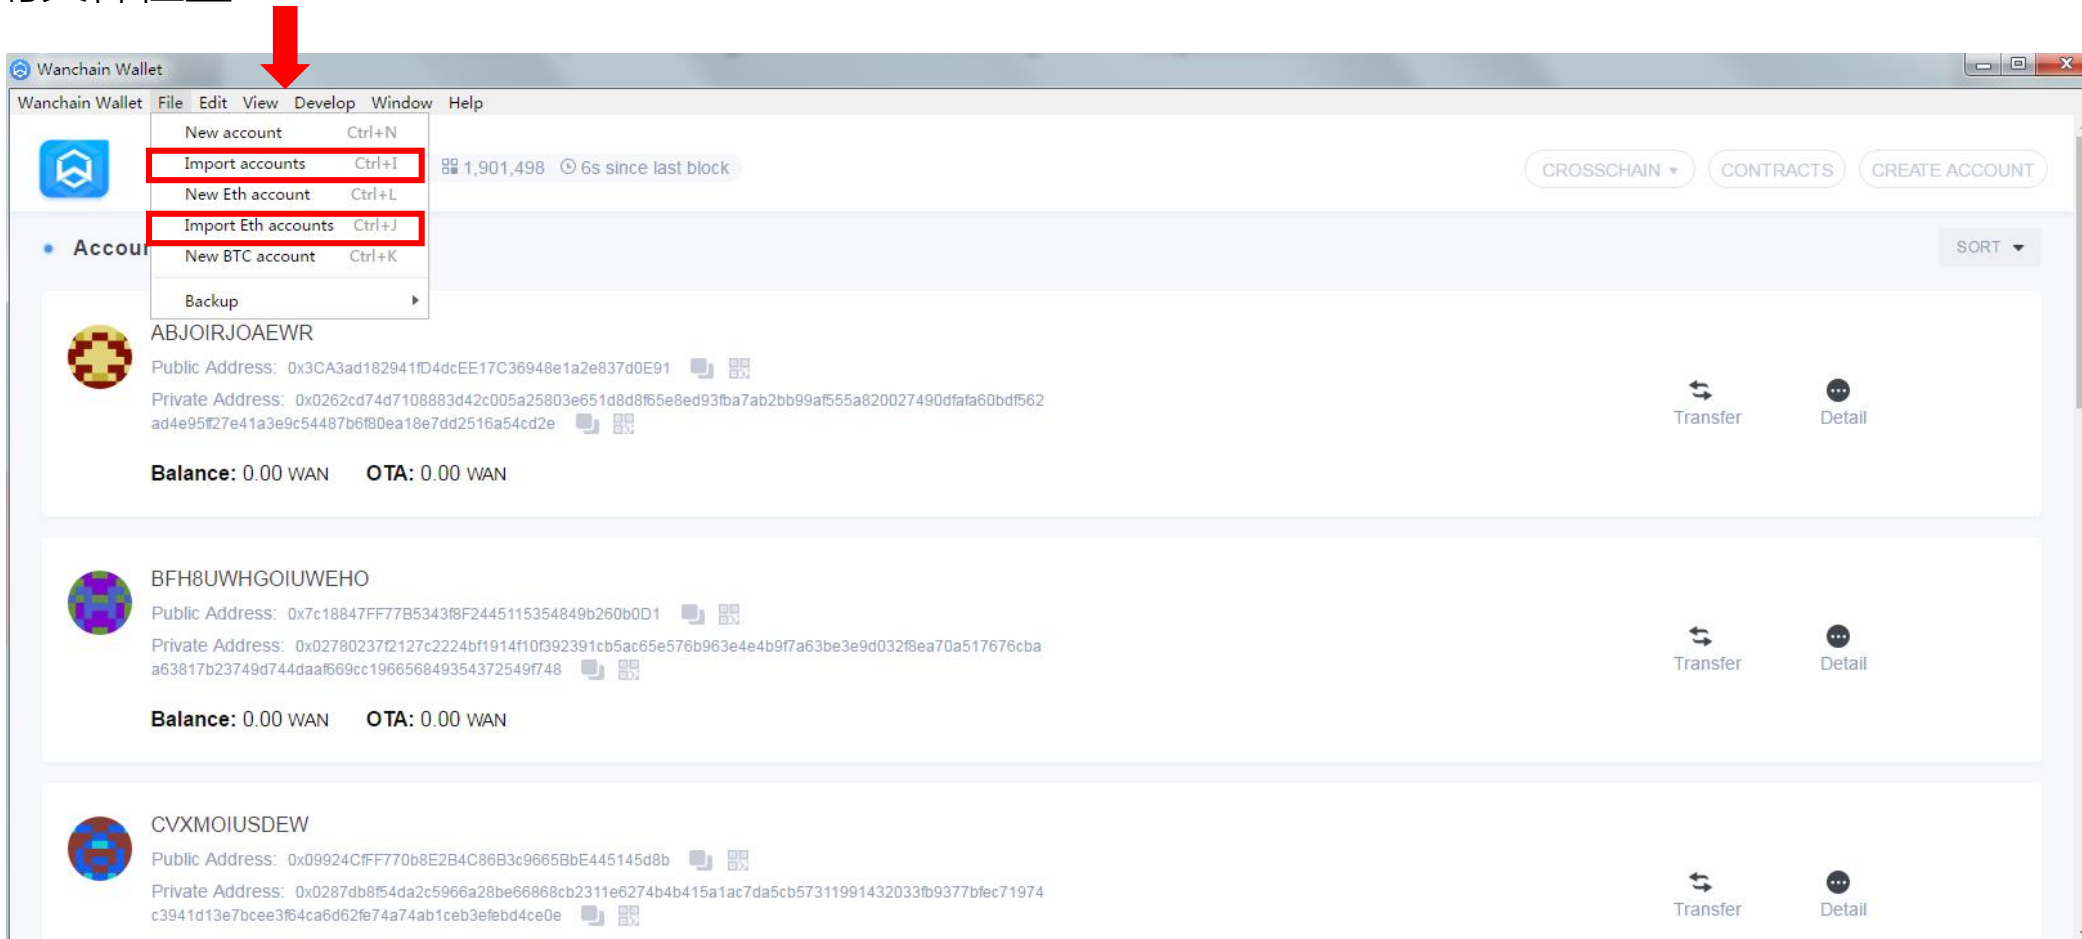 Wanchain Wallet
Wanchain Wallet File Edit View Develop Window Help
New account Ctrl+N
Import accounts Ctrl+I
New Eth account Ctrl+L
Import Eth accounts Ctrl+J
New BTC account Ctrl+K
Backup
1,901,498 6s since last block
CROSSCHAIN CONTRACTS CREATE ACCOUNT
Accour
SORT
ABJOIRJOAEWR
Public Address: 0x3CA3ad182941fD4dcEE17C36948e1a2e837d0E91
Private Address: 0x0262cd74d7108883d42c005a25803e651d8d8f65e8ed93fba7ab2bb99af555a820027490dfafa60bdf562
ad4e95ff27e41a3e9c54487b6f80ea18e7dd2516a54cd2e
Balance: 0.00 WAN OTA: 0.00 WAN
Transfer Detail
BFH8UWHGOIUWEHO
Public Address: 0x7c18847FF77B5343f8F2445115354849b260b0D1
Private Address: 0x02780237f2127c2224bf1914f10f392391cb5ac65e576b963e4e4b9f7a63be3e9d032f8ea70a517676cba
a63817b23749d744daaf669cc196656849354372549f748
Balance: 0.00 WAN OTA: 0.00 WAN
Transfer Detail
CVXMOIUSDEW
Public Address: 0x09924CfFF770b8E2B4C86B3c9665BbE445145d8b
Private Address: 0x0287db8f54da2c5966a28be66868cb2311e6274b4b415a1ac7da5cb57311991432033fb9377bfec71974
c3941d13e7bcee3f64ca6d62fe74a74ab1ceb3efebd4ce0e
Transfer Detail